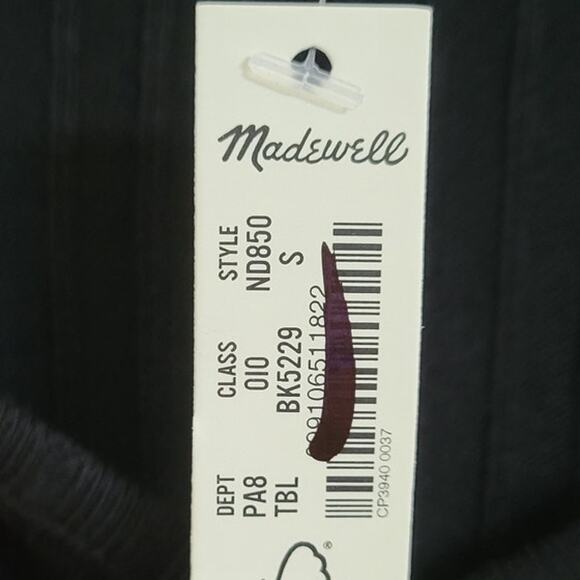 Madewell
DEPT CLASS STYLE
PA8 010 ND850
TBL BK5229 S
CP3940 0037
®